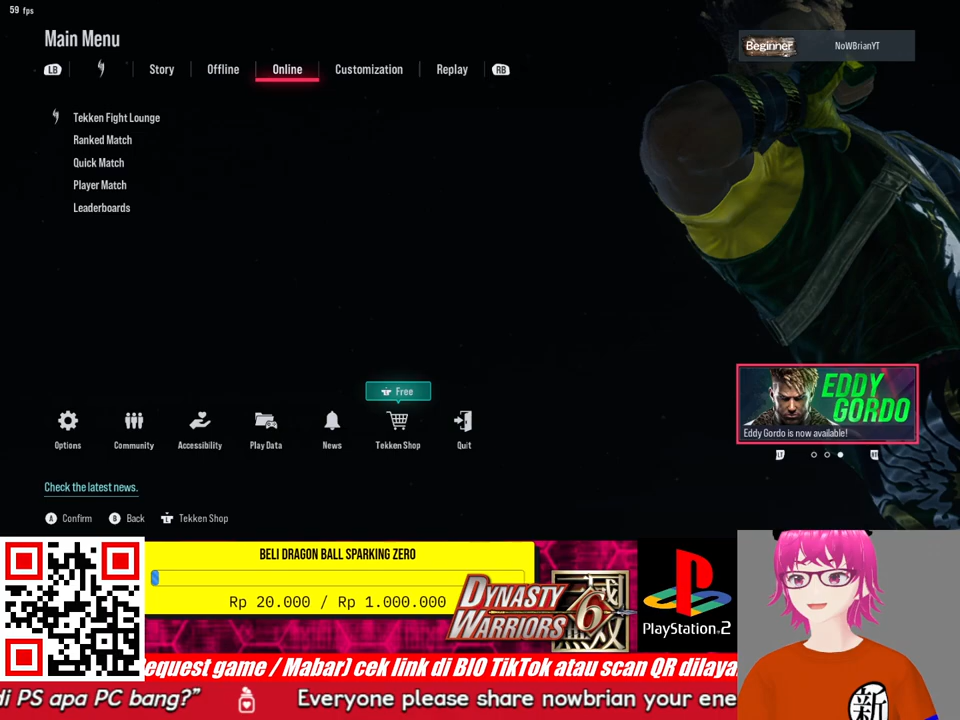 59 fps
Main Menu
Beginner NoWBrianYT
LB Story Offline Online Customization Replay RB
Tekken Fight Lounge
Ranked Match
Quick Match
Player Match
Leaderboards
Free
Options Community Accessibility Play Data News Tekken Shop Quit
EDDY
GORDO
Eddy Gordo is now available!
LT RT
Check the latest news.
A Confirm B Back Tekken Shop
BELI DRAGON BALL SPARKING ZERO
Rp 20.000 / Rp 1.000.000
DYNASTY
WARRIORS 6
PlayStation 2
equest game / Mabar) cek link di BIO TikTok atau scan QR dilaya
di PS apa PC bang?” Everyone please share nowbrian your ene
新